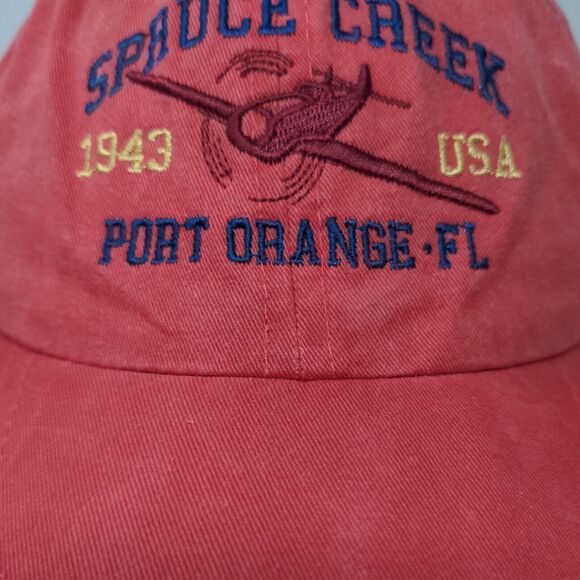 SPRUCE CREEK
1943 USA
PORT ORANGE·FL